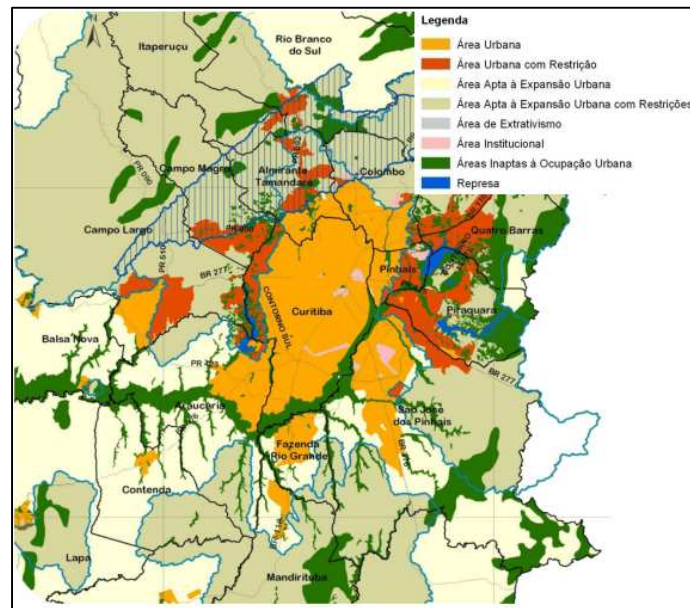 Legenda
Área Urbana
Área Urbana com Restrição
Área Apta à Expansão Urbana
Área Apta à Expansão Urbana com Restrições
Área de Extrativismo
Área Institucional
Áreas Inaptas à Ocupação Urbana
Represa
Rio Branco
do Sul
Itaperuçu
PR 090
Campo Magro
Almirante
Tamandaré
Colombo
Campo Largo
Quatro Barras
PR 510
BR 277
Pinhais
CONTORNO SUL
Curitiba
Piraquara
Balsa Nova
BR 277
Araucária
São José
dos Pinhais
Fazenda
Rio Grande
Contenda
Lapa
Mandirituba